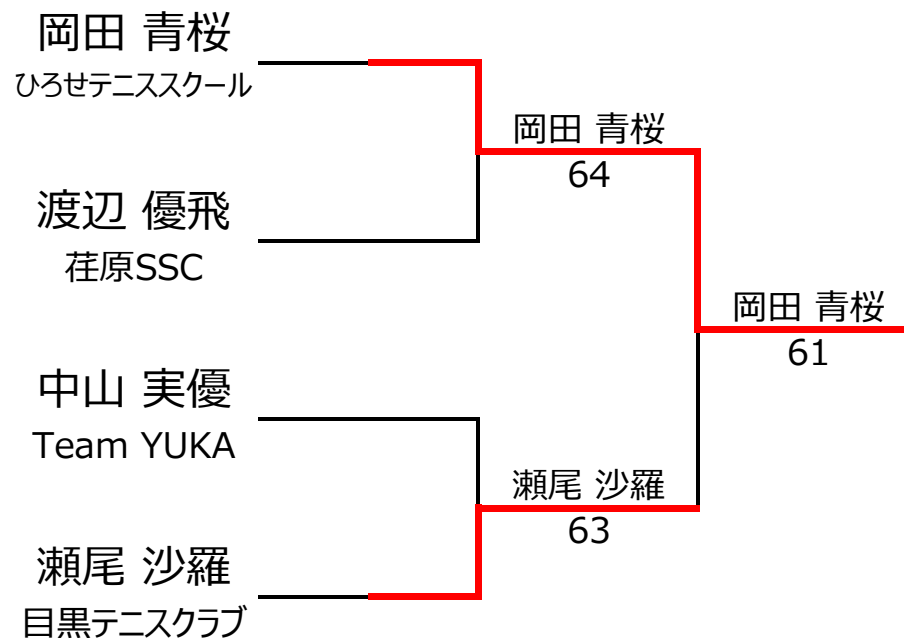 岡田 青桜
ひろせテニススクール
渡辺 優飛
荏原SSC
中山 実優
Team YUKA
瀬尾 沙羅
目黒テニスクラブ
岡田 青桜
64
瀬尾 沙羅
63
岡田 青桜
61